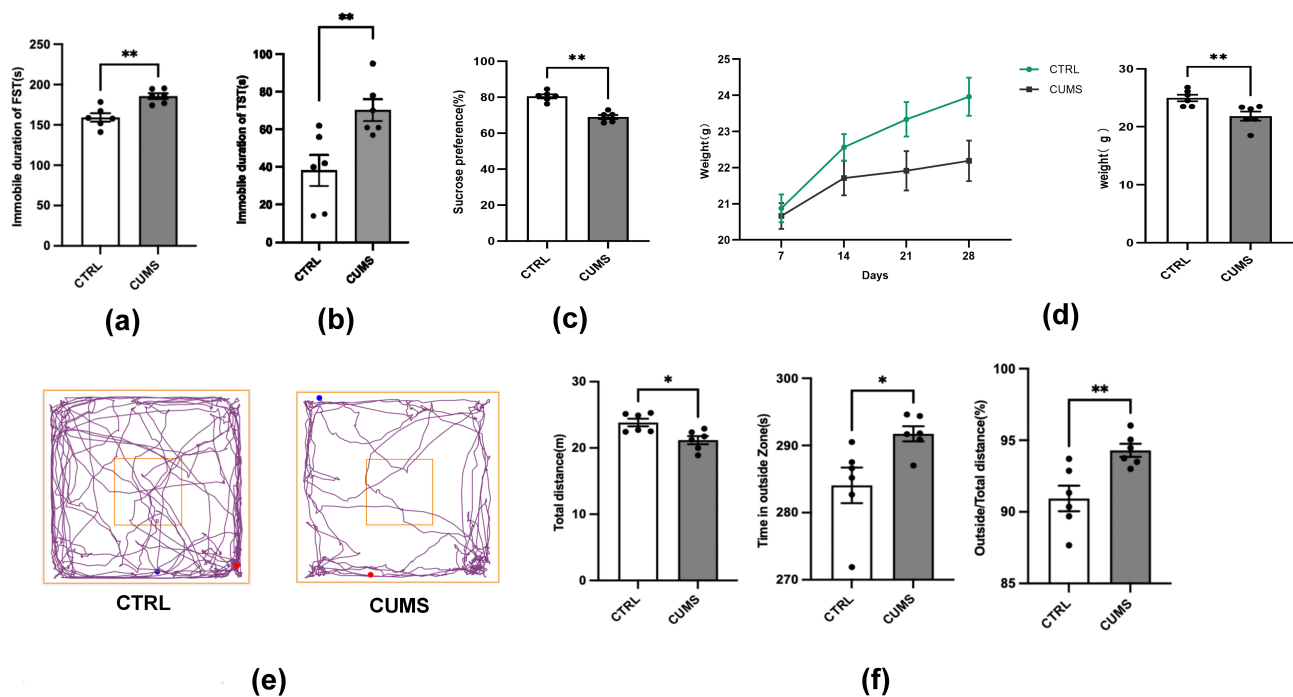 Immobile duration of FST(s)
250
200
150
100
50
0
**
CTRL
CUMS
(a)
Immobile duration of TST(s)
100
80
60
40
20
0
**
CTRL
CUMS
(b)
Sucrose preference(%)
100
80
60
40
20
0
**
CTRL
CUMS
(c)
Weight(g)
25
24
23
22
21
20
7
14
21
28
Days
CTRL
CUMS
weight( g )
30
20
10
0
**
CTRL
CUMS
(d)
CTRL
CUMS
(e)
Total distance(m)
30
20
10
0
*
CTRL
CUMS
Time in outside Zone(s)
300
290
280
270
*
CTRL
CUMS
Outside/Total distance(%)
100
95
90
85
**
CTRL
CUMS
(f)